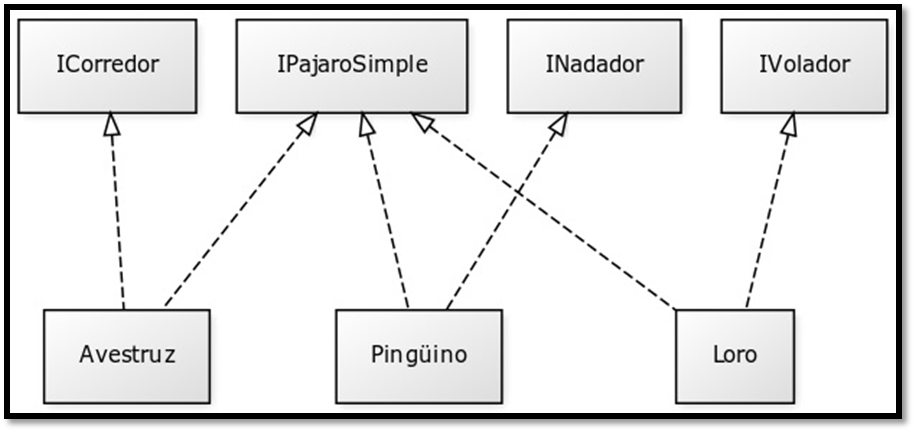 ICorredor
IPajaroSimple
INadador
IVolador
Avestruz
Pingüino
Loro